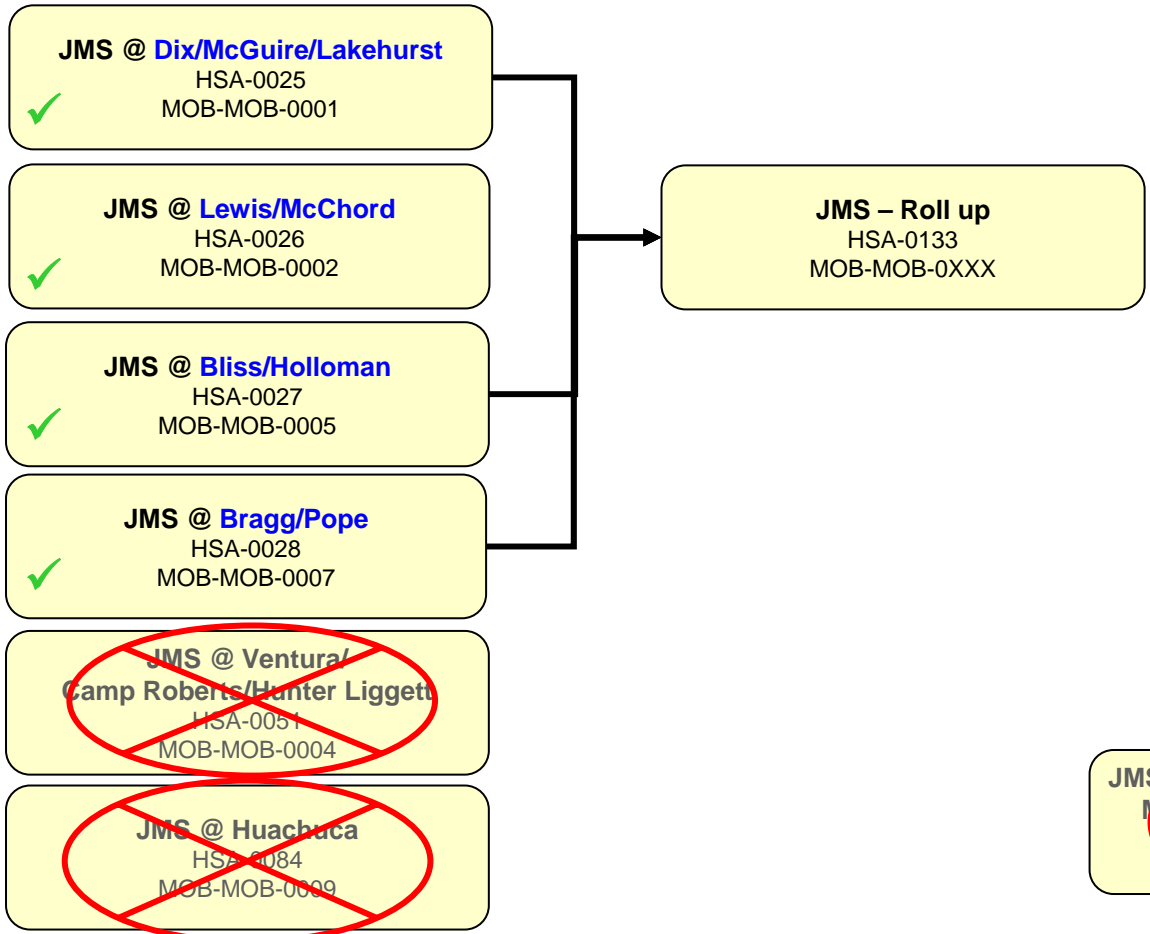 JMS @ Dix/McGuire/Lakehurst
HSA-0025
MOB-MOB-0001
JMS @ Lewis/McChord
HSA-0026
MOB-MOB-0002
JMS @ Bliss/Holloman
HSA-0027
MOB-MOB-0005
JMS @ Bragg/Pope
HSA-0028
MOB-MOB-0007
JMS @ Ventura/
Camp Roberts/Hunter Liggett
HSA-0051
MOB-MOB-0004
JMS @ Huachuca
HSA-0084
MOB-MOB-0009
JMS – Roll up
HSA-0133
MOB-MOB-0XXX
JMS